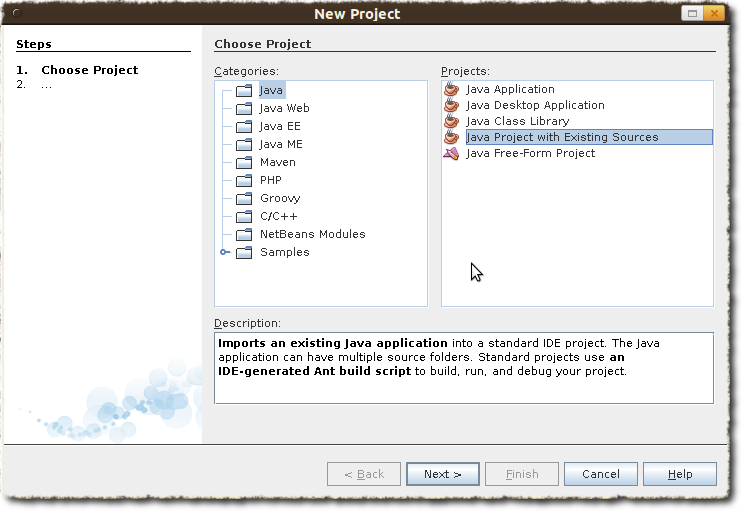 New Project
Steps
1. Choose Project
2. ...
Choose Project
Categories:
Java
Java Web
Java EE
Java ME
Maven
PHP
Groovy
C/C++
NetBeans Modules
Samples
Projects:
Java Application
Java Desktop Application
Java Class Library
Java Project with Existing Sources
Java Free-Form Project
Description:
Imports an existing Java application into a standard IDE project. The Java
application can have multiple source folders. Standard projects use an
IDE-generated Ant build script to build, run, and debug your project.
< Back
Next >
Finish
Cancel
Help